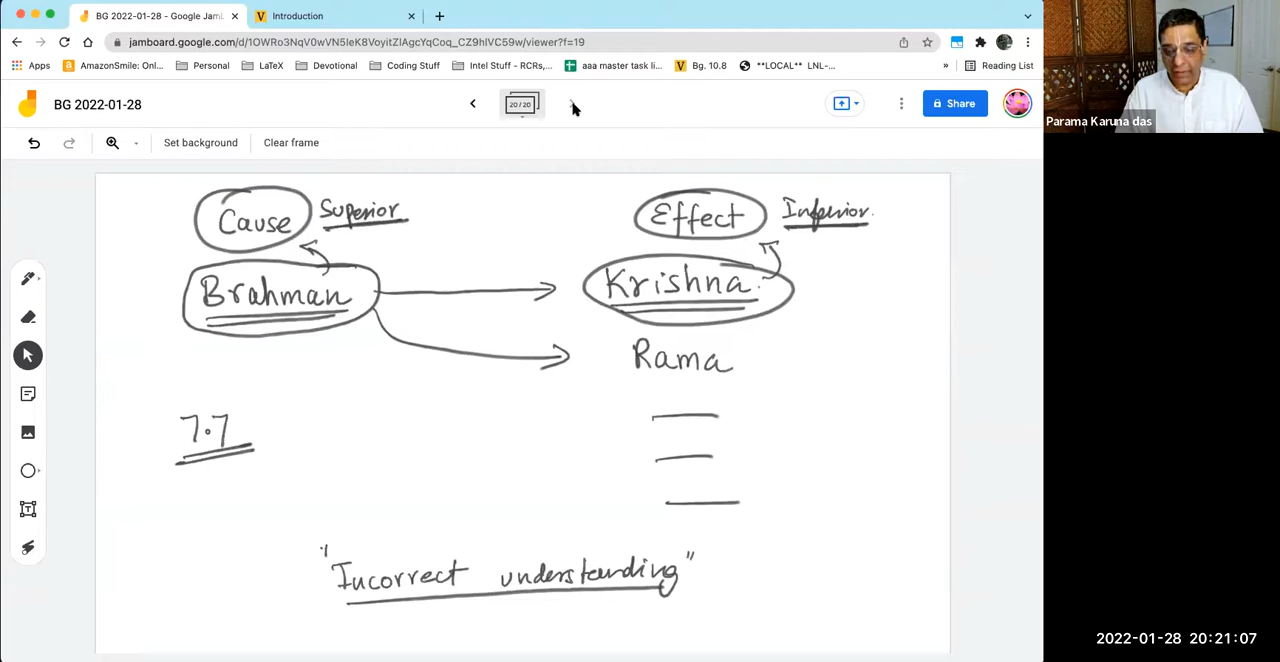 BG 2022-01-28 - Google Jam
Introduction
jamboard.google.com/d/1OWRo3NqV0wVN5IeK8VoyitZlAgcYqCoq_CZ9hIVC59w/viewer?f=19
Apps
AmazonSmile: Onl...
Personal
LaTeX
Devotional
Coding Stuff
Intel Stuff - RCRs,...
aaa master task li...
Bg. 10.8
**LOCAL** LNL-...
»
Reading List
BG 2022-01-28
20 / 20
Share
Set background
Clear frame
Parama Karuna das
Cause Superior
Effect Inferior.
Brahman
Krishna.
Rama
7.7
"Incorrect understanding"
2022-01-28 20:21:07